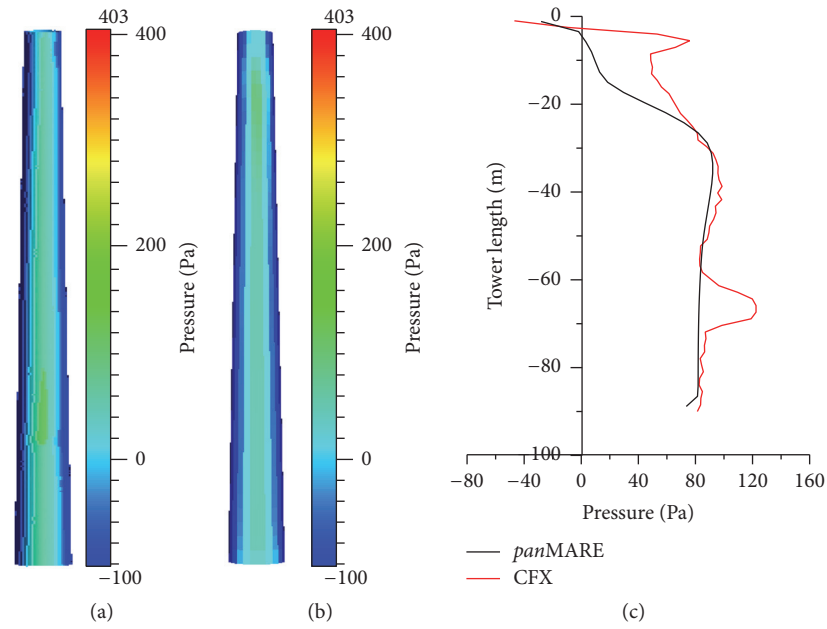 403
400
200
0
−100
Pressure (Pa)
(a)
403
400
200
0
−100
Pressure (Pa)
(b)
0
−20
−40
−60
−80
100
Tower length (m)
−80 −40 0 40 80 120 160
Pressure (Pa)
panMARE
CFX
(c)